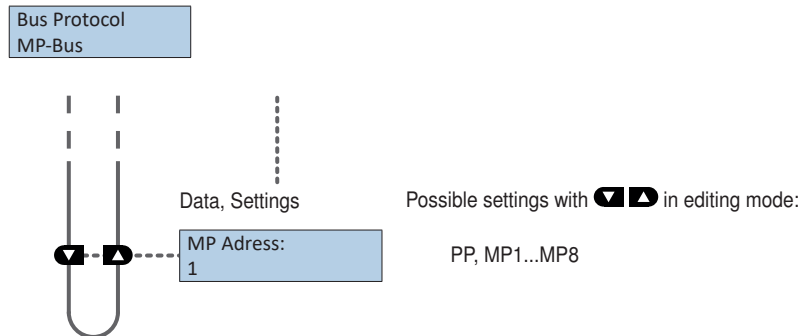 Bus Protocol
MP-Bus
Data, Settings
Possible settings with in editing mode:
MP Adress:
1
PP, MP1...MP8